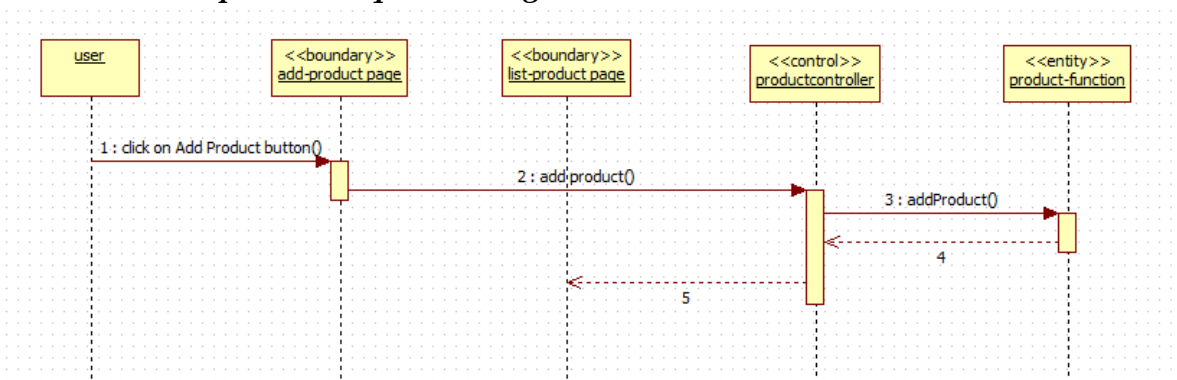 user
<<boundary>>
add-product page
<<boundary>>
list-product page
<<control>>
productcontroller
<<entity>>
product-function
1 : click on Add Product button()
2 : add product()
3 : addProduct()
4
5